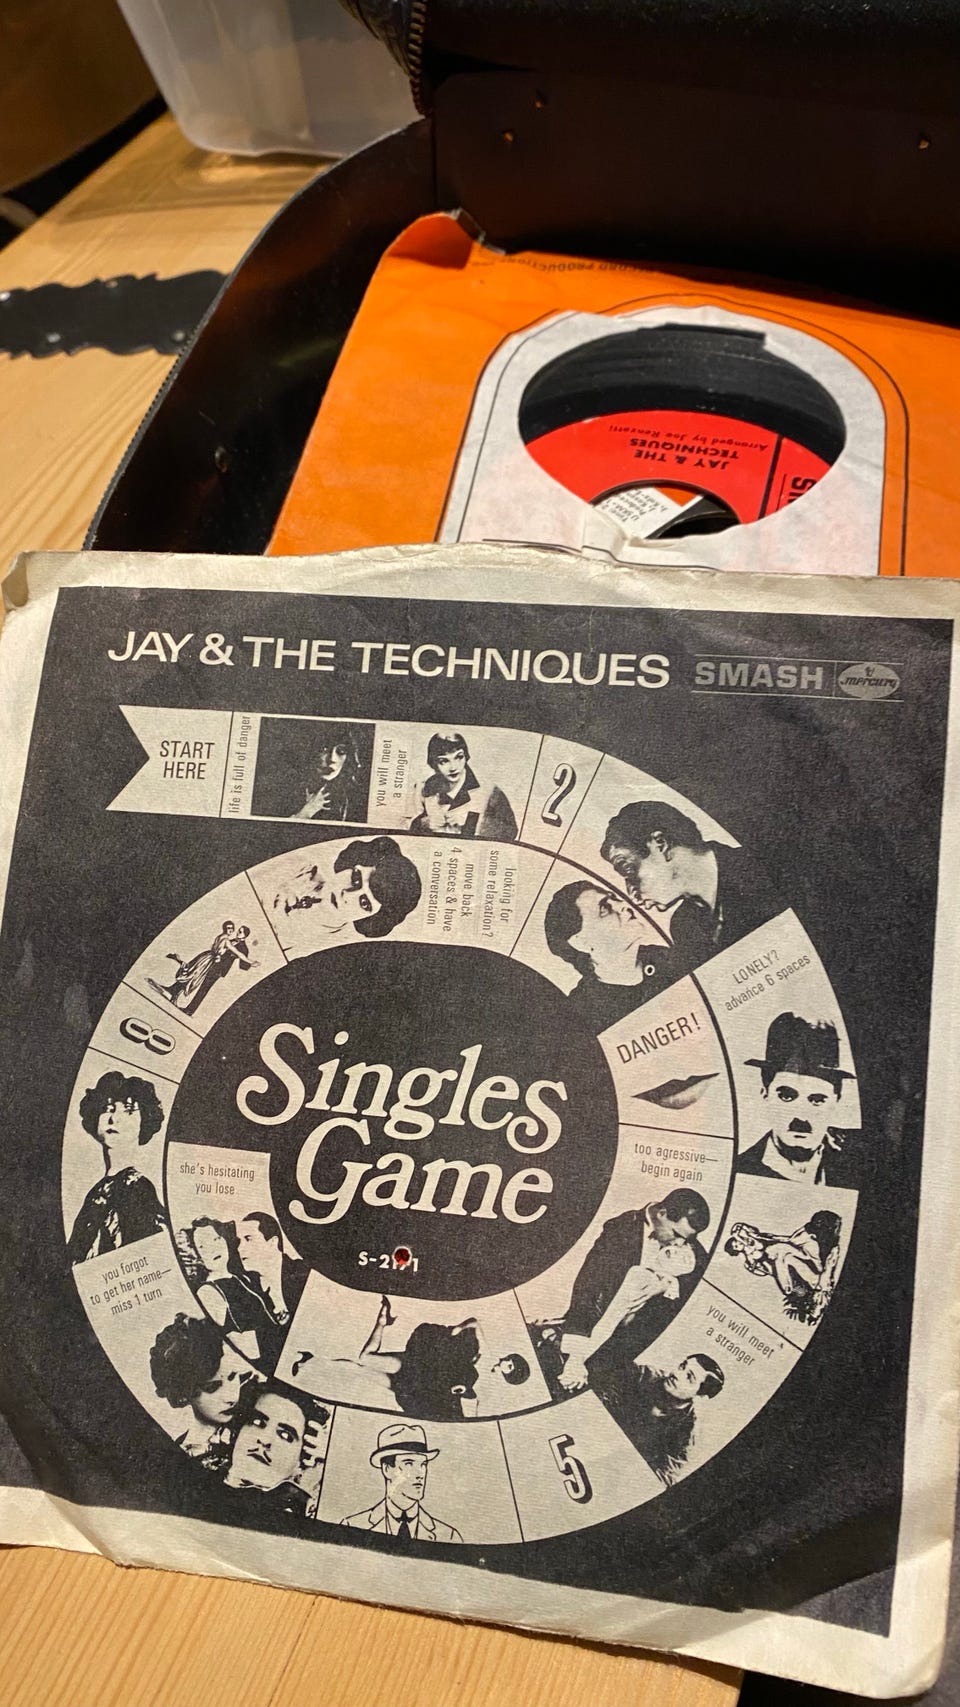 RECORD PRODUCTIONS
JAY & THE
TECHNIQUES
Arranged by Joe Renzetti
JAY & THE TECHNIQUES SMASH mercury
START
HERE
life is full of danger
you will meet
a stranger
2
LONELY?
advance 6 spaces
you will meet
a stranger
5
you forgot
to get her name—
miss 1 turn
8
looking for
some relaxation?
move back
4 spaces & have
a conversation
DANGER!
too agressive—
begin again
she's hesitating
you lose
Singles
Game